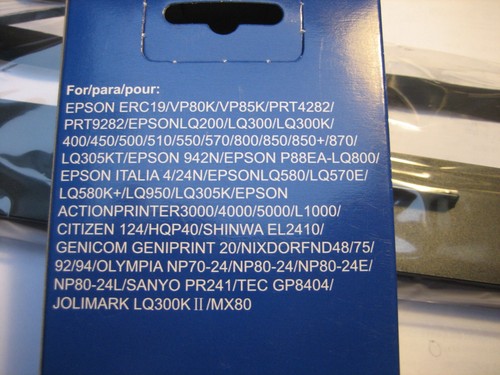 For/para/pour:
EPSON ERC19/VP80K/VP85K/PRT4282/
PRT9282/EPSONLQ200/LQ300/LQ300K/
400/450/500/510/550/570/800/850/850+/870/
LQ305KT/EPSON 942N/EPSON P88EA-LQ800/
EPSON ITALIA 4/24N/EPSONLQ580/LQ570E/
LQ580K+/LQ950/LQ305K/EPSON
ACTIONPRINTER3000/4000/5000/L1000/
CITIZEN 124/HQP40/SHINWA EL2410/
GENICOM GENIPRINT 20/NIXDORFND48/75/
92/94/OLYMPIA NP70-24/NP80-24/NP80-24E/
NP80-24L/SANYO PR241/TEC GP8404/
JOLIMARK LQ300KⅡ/MX80